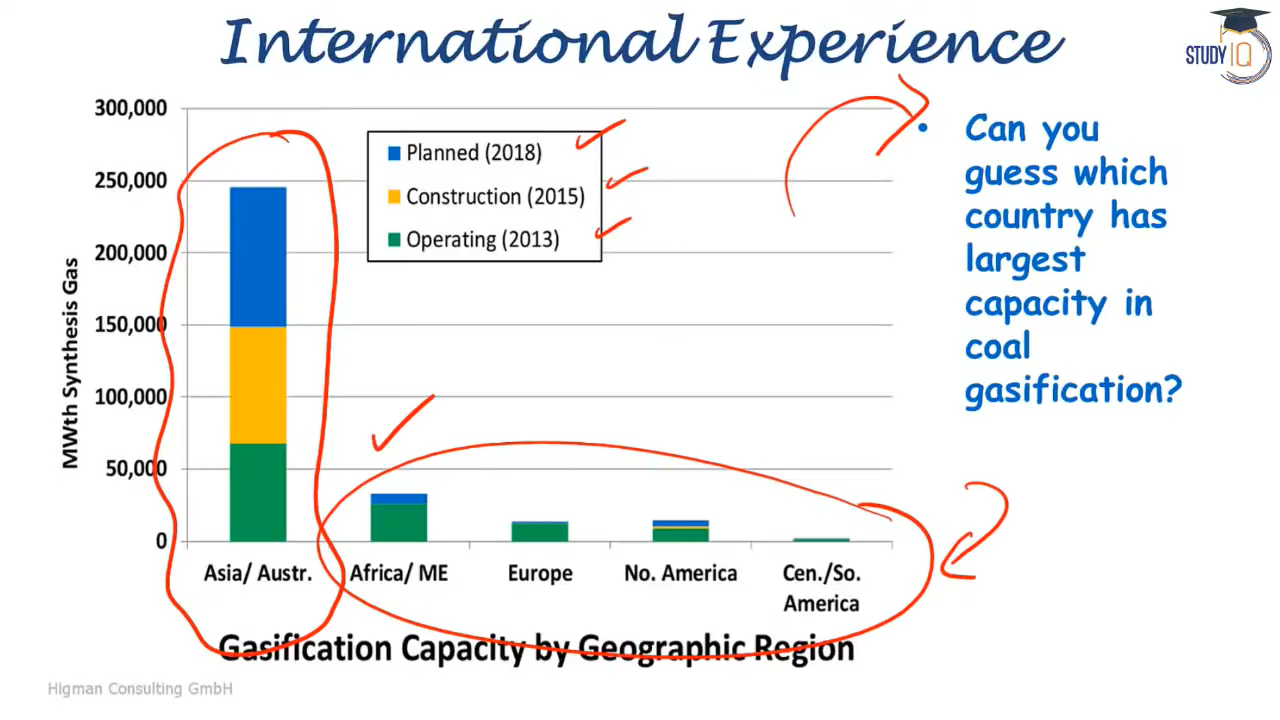 International Experience
STUDY IQ
300,000
250,000
200,000
150,000
100,000
50,000
0
MWth Synthesis Gas
Planned (2018)
Construction (2015)
Operating (2013)
Asia/ Austr.
Africa/ ME
Europe
No. America
Cen./So.
America
Gasification Capacity by Geographic Region
Higman Consulting GmbH
• Can you
guess which
country has
largest
capacity in
coal
gasification?